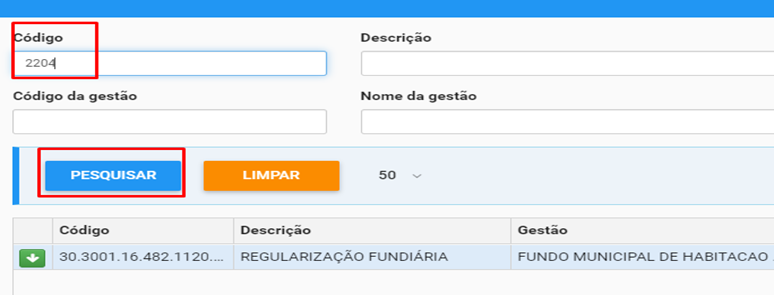 Código Descrição
2204
Código da gestão Nome da gestão
PESQUISAR LIMPAR 50
Código Descrição Gestão
30.3001.16.482.1120.... REGULARIZAÇÃO FUNDIÁRIA FUNDO MUNICIPAL DE HABITACAO